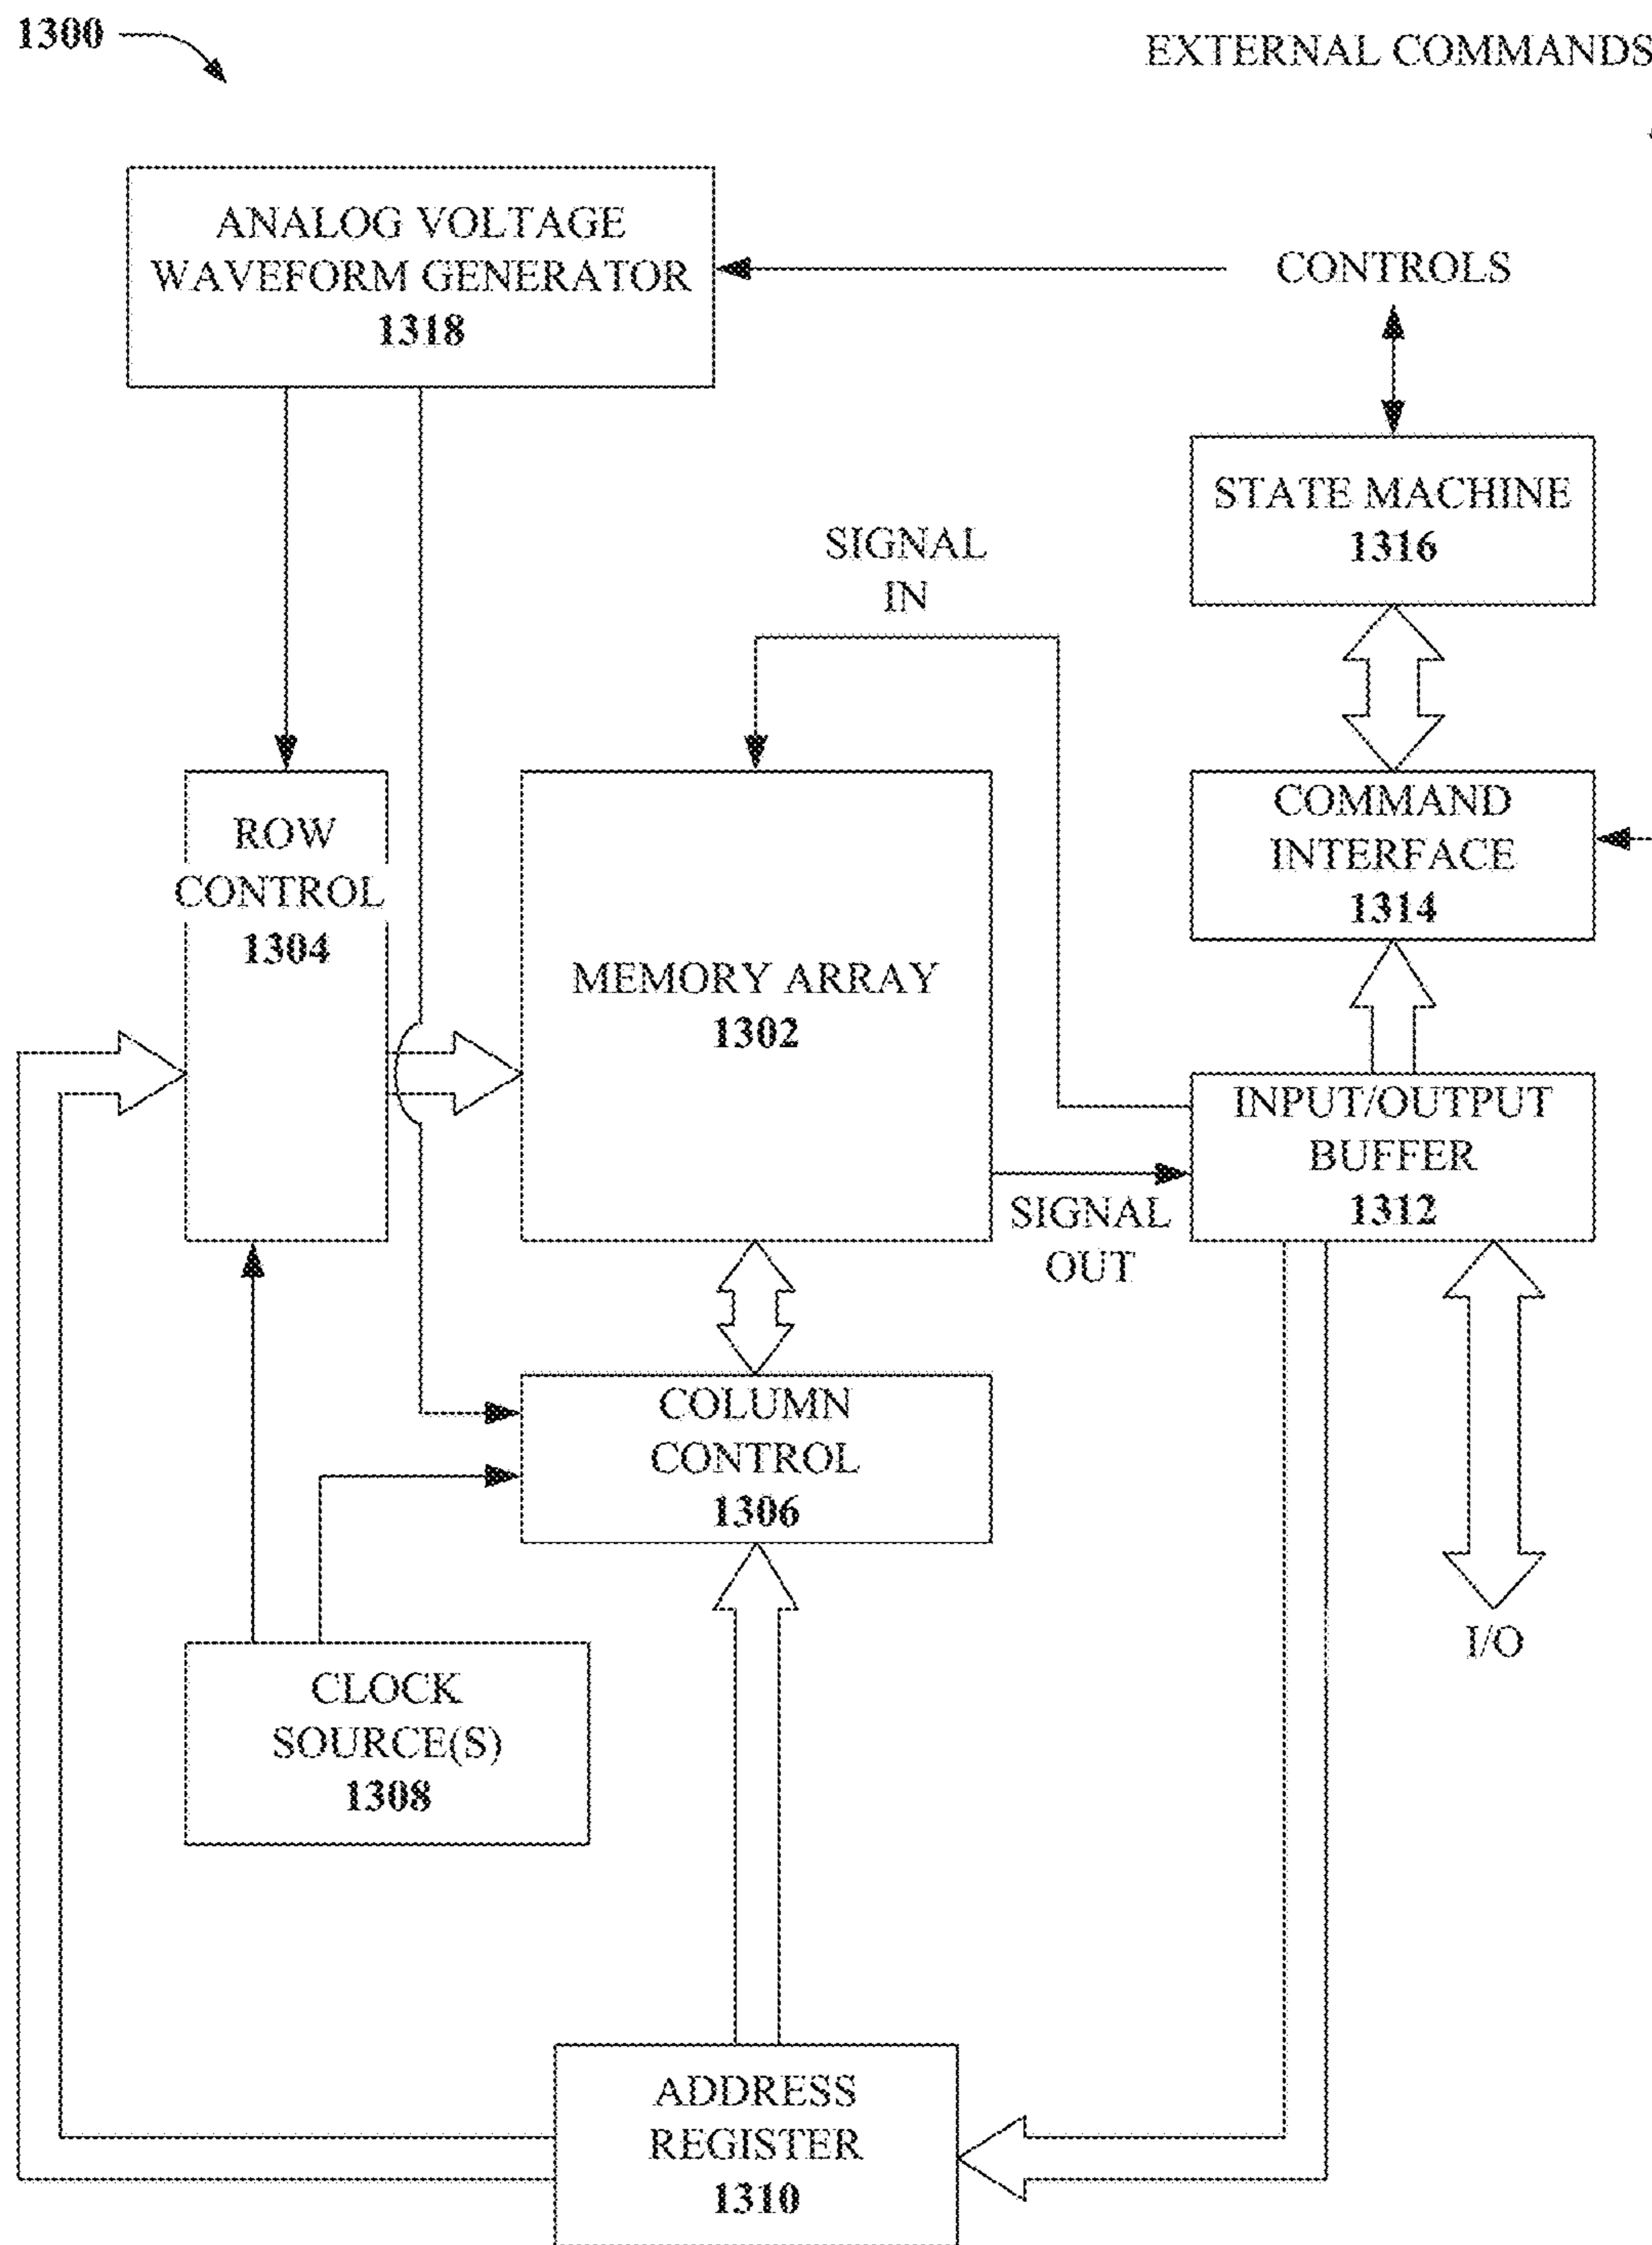 1300
EXTERNAL COMMANDS
ANALOG VOLTAGE
WAVEFORM GENERATOR
1318
CONTROLS
STATE MACHINE
1316
SIGNAL
IN
ROW
CONTROL
1304
MEMORY ARRAY
1302
COMMAND
INTERFACE
1314
INPUT/OUTPUT
BUFFER
1312
SIGNAL
OUT
COLUMN
CONTROL
1306
I/O
CLOCK
SOURCE(S)
1308
ADDRESS
REGISTER
1310